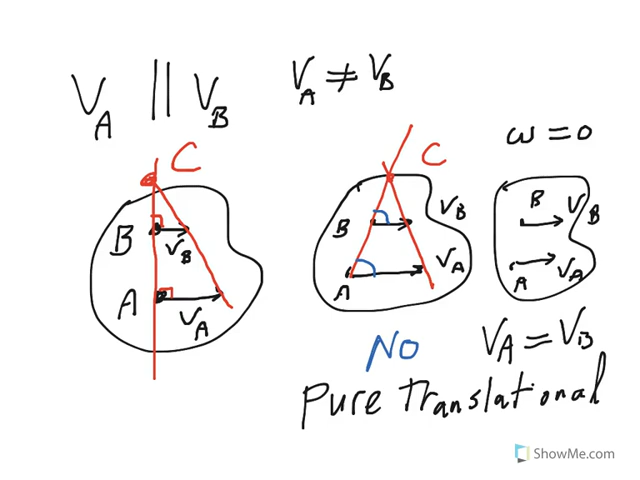 V_A || V_B
V_A ≠ V_B
ω = 0
C
C
B
V_B
A
V_A
B
V_B
A
V_A
B
V_B
A
V_A
NO
V_A = V_B
Pure Translational
ShowMe.com